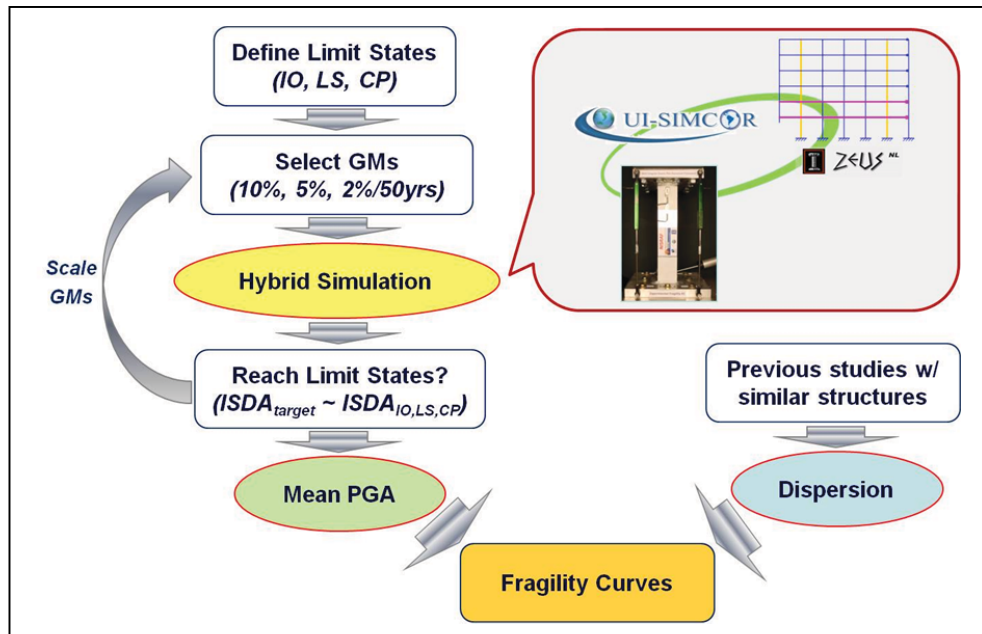 Define Limit States
(IO, LS, CP)
Select GMs
(10%, 5%, 2%/50yrs)
Scale
GMs
Hybrid Simulation
UI-SIMCOR
ZEUS NL
Reach Limit States?
(ISDAtarget ~ ISDAIO,LS,CP)
Previous studies w/
similar structures
Mean PGA
Dispersion
Fragility Curves